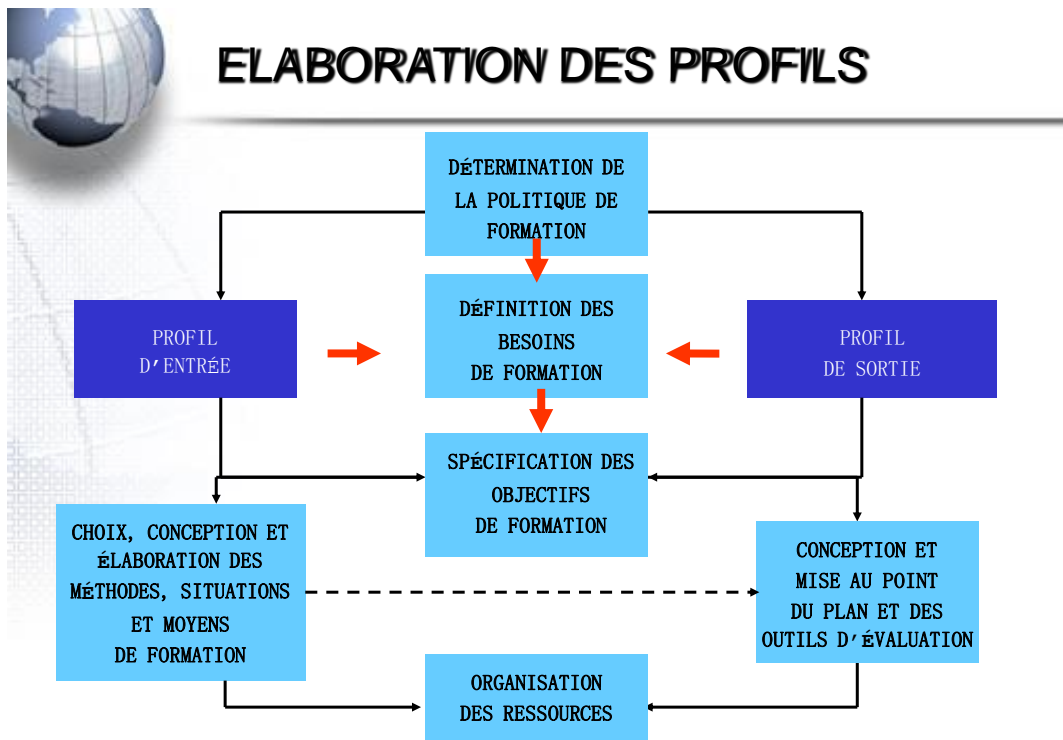 ELABORATION DES PROFILS
DÉTERMINATION DE
LA POLITIQUE DE
FORMATION
PROFIL
D'ENTRÉE
DÉFINITION DES
BESOINS
DE FORMATION
PROFIL
DE SORTIE
SPÉCIFICATION DES
OBJECTIFS
DE FORMATION
CHOIX, CONCEPTION ET
ÉLABORATION DES
MÉTHODES, SITUATIONS
ET MOYENS
DE FORMATION
CONCEPTION ET
MISE AU POINT
DU PLAN ET DES
OUTILS D'ÉVALUATION
ORGANISATION
DES RESSOURCES